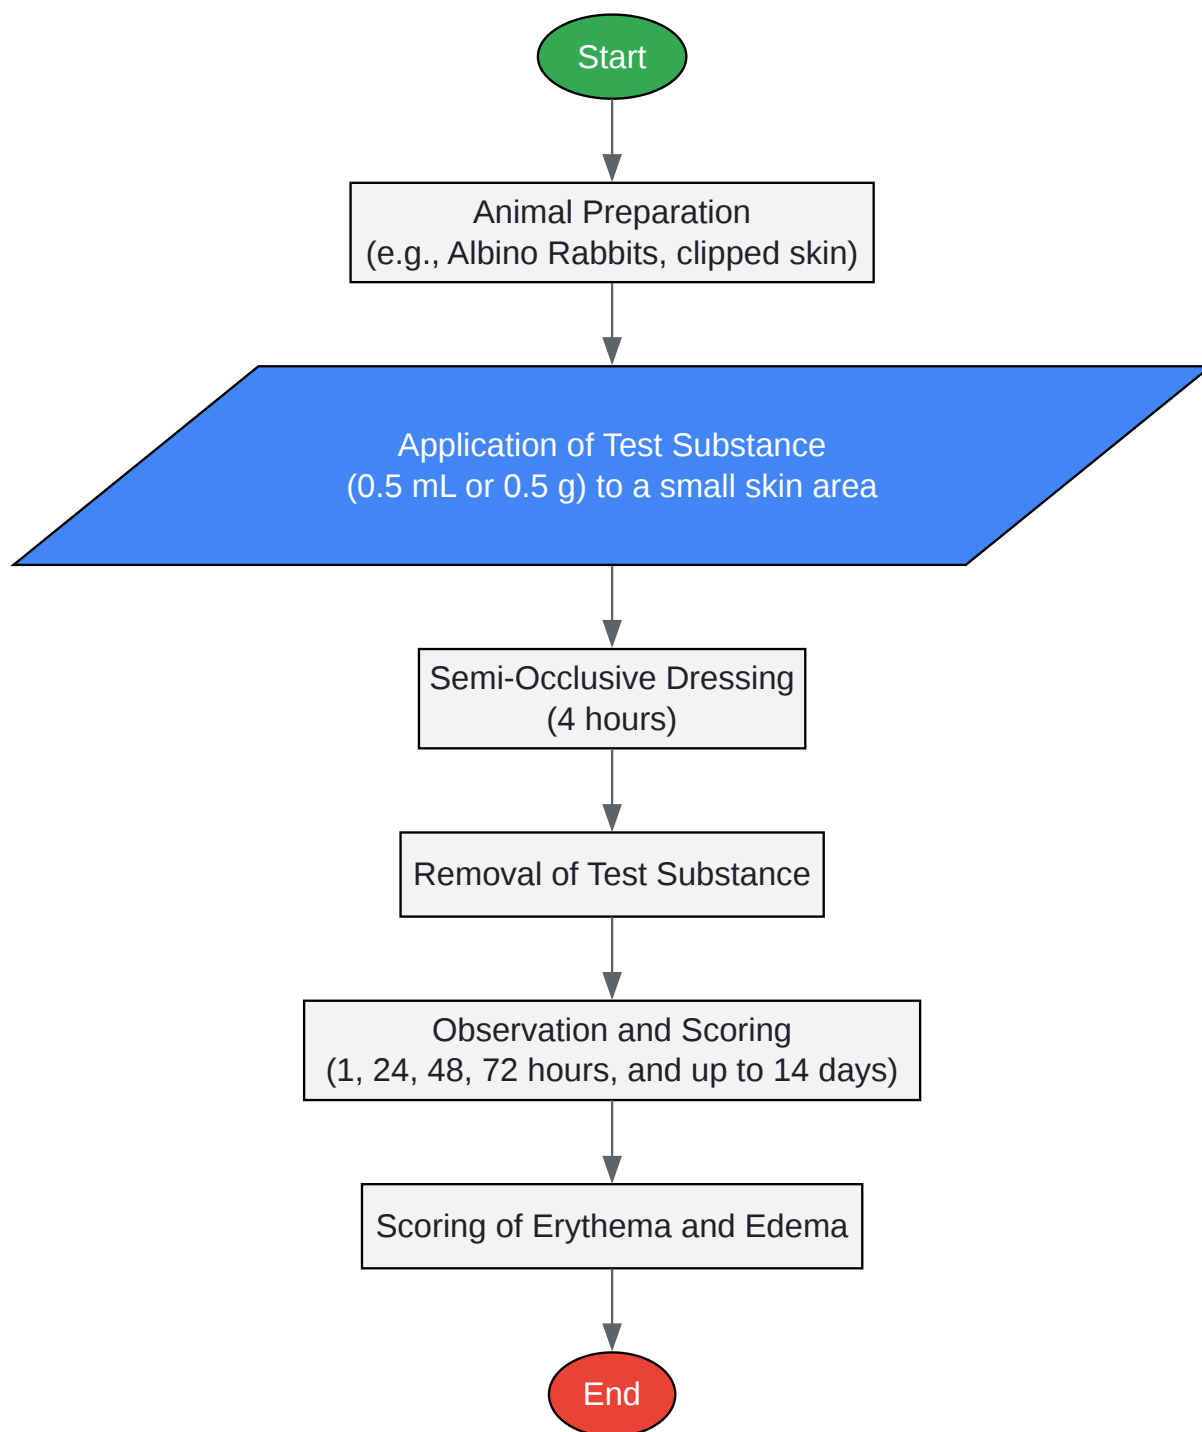 Start
Animal Preparation
(e.g., Albino Rabbits, clipped skin)
Application of Test Substance
(0.5 mL or 0.5 g) to a small skin area
Semi-Occlusive Dressing
(4 hours)
Removal of Test Substance
Observation and Scoring
(1, 24, 48, 72 hours, and up to 14 days)
Scoring of Erythema and Edema
End